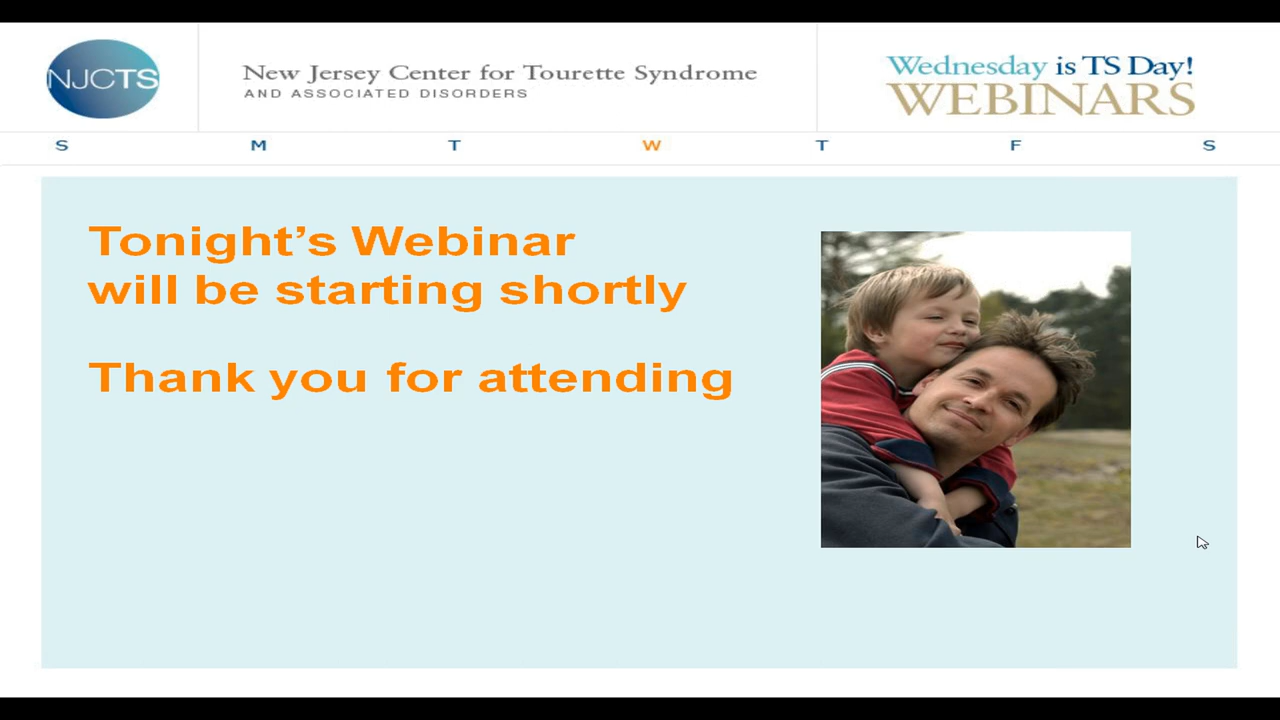 NJCTS
New Jersey Center for Tourette Syndrome
AND ASSOCIATED DISORDERS
Wednesday is TS Day!
WEBINARS
S M T W T F S
Tonight’s Webinar
will be starting shortly
Thank you for attending